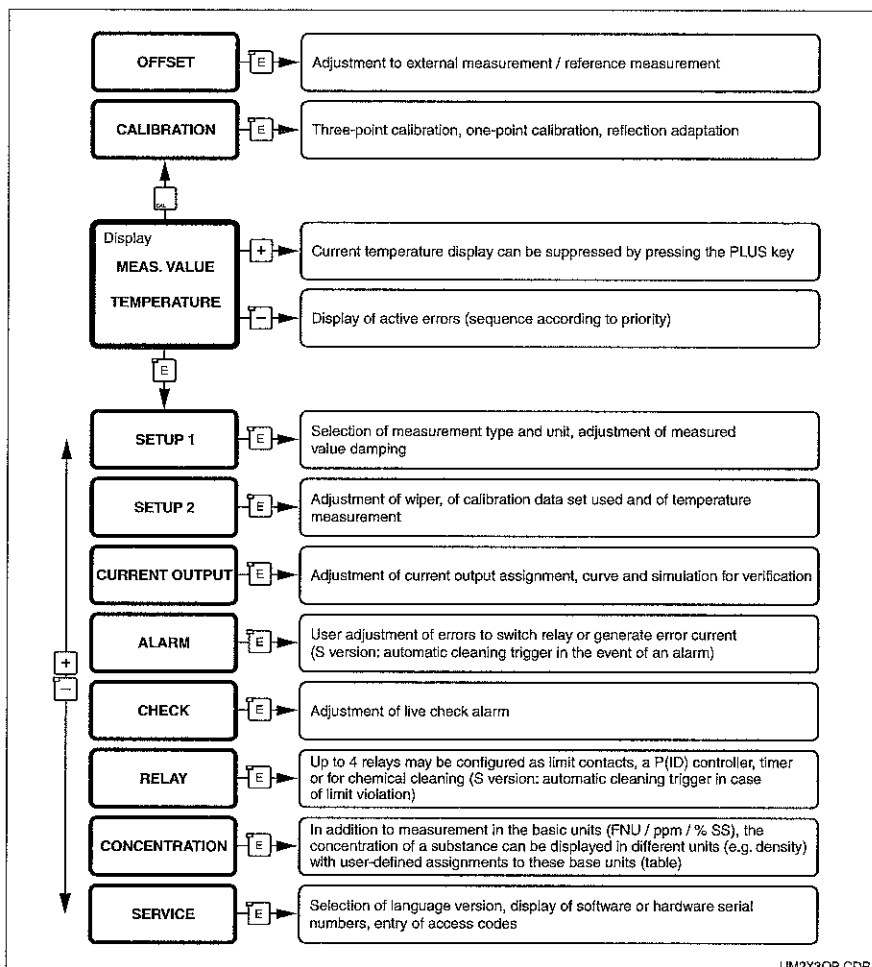 OFFSET
E
Adjustment to external measurement / reference measurement
CALIBRATION
E
Three-point calibration, one-point calibration, reflection adaptation
CAL
Display
MEAS. VALUE
TEMPERATURE
+
Current temperature display can be suppressed by pressing the PLUS key
−
Display of active errors (sequence according to priority)
E
SETUP 1
E
Selection of measurement type and unit, adjustment of measured
value damping
SETUP 2
E
Adjustment of wiper, of calibration data set used and of temperature
measurement
CURRENT OUTPUT
E
Adjustment of current output assignment, curve and simulation for verification
ALARM
E
User adjustment of errors to switch relay or generate error current
(S version: automatic cleaning trigger in the event of an alarm)
+
−
CHECK
E
Adjustment of live check alarm
RELAY
E
Up to 4 relays may be configured as limit contacts, a P(ID) controller, timer
or for chemical cleaning (S version: automatic cleaning trigger in case
of limit violation)
CONCENTRATION
E
In addition to measurement in the basic units (FNU / ppm / % SS), the
concentration of a substance can be displayed in different units (e.g. density)
with user-defined assignments to these base units (table)
SERVICE
E
Selection of language version, display of software or hardware serial
numbers, entry of access codes